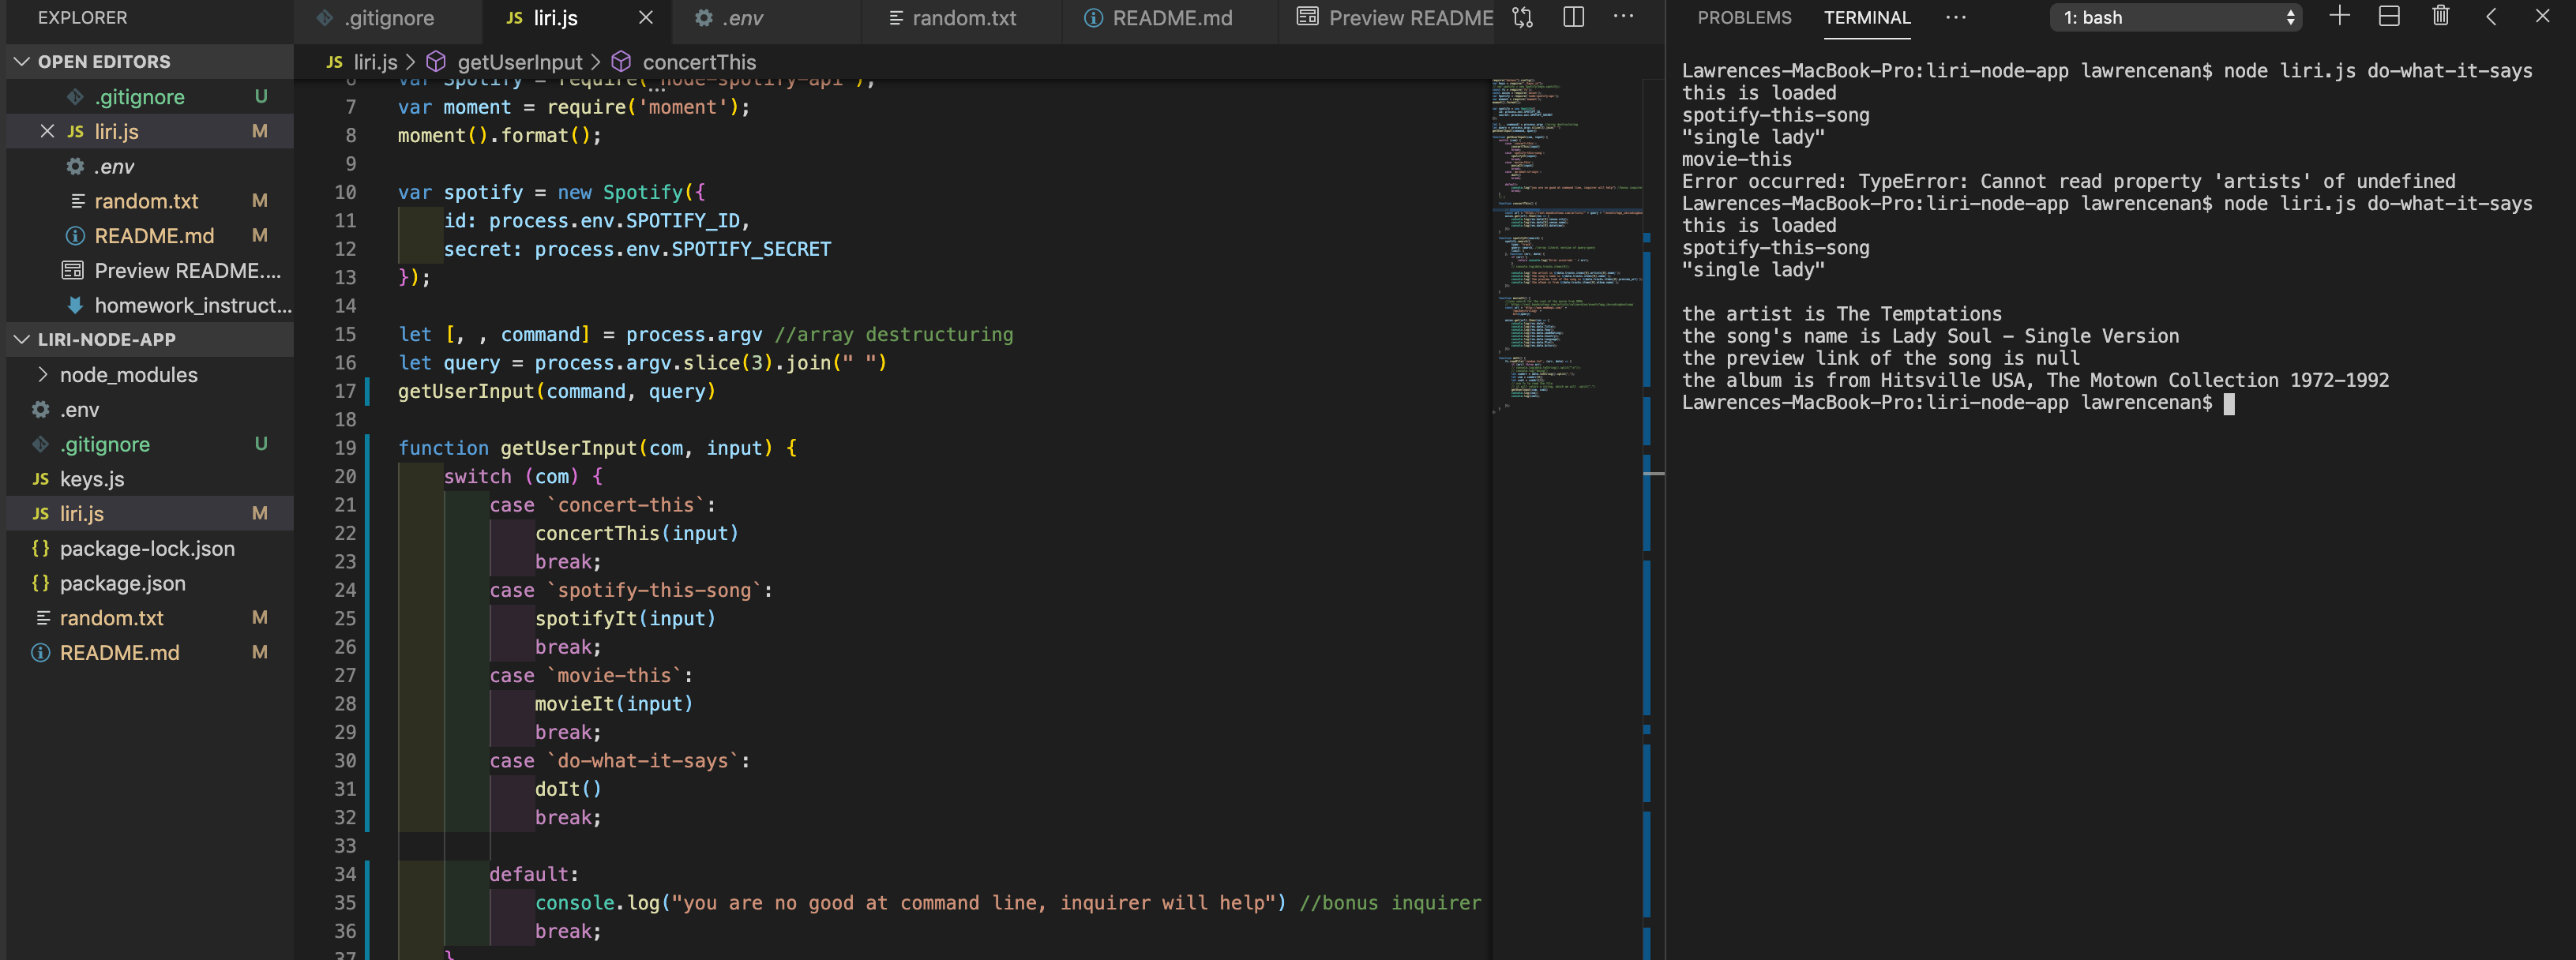 EXPLORER
OPEN EDITORS
.gitignore U
JS liri.js M
.env
random.txt M
README.md M
Preview README....
homework_instruct...
LIRI-NODE-APP
node_modules
.env
.gitignore U
JS keys.js
JS liri.js M
{} package-lock.json
{} package.json
random.txt M
README.md M
.gitignore
JS liri.js
.env
random.txt
README.md
Preview README
JS liri.js > getUserInput > concertThis
6 var Spotify = require('node-spotify-api');
7 var moment = require('moment');
8 moment().format();
9
10 var spotify = new Spotify({
11 id: process.env.SPOTIFY_ID,
12 secret: process.env.SPOTIFY_SECRET
13 });
14
15 let [, , command] = process.argv //array destructuring
16 let query = process.argv.slice(3).join(" ")
17 getUserInput(command, query)
18
19 function getUserInput(com, input) {
20 switch (com) {
21 case `concert-this`:
22 concertThis(input)
23 break;
24 case `spotify-this-song`:
25 spotifyIt(input)
26 break;
27 case `movie-this`:
28 movieIt(input)
29 break;
30 case `do-what-it-says`:
31 doIt()
32 break;
33
34 default:
35 console.log("you are no good at command line, inquirer will help") //bonus inquirer
36 break;
37 }
PROBLEMS
TERMINAL
...
1: bash
Lawrences-MacBook-Pro:liri-node-app lawrencenan$ node liri.js do-what-it-says
this is loaded
spotify-this-song
"single lady"
movie-this
Error occurred: TypeError: Cannot read property 'artists' of undefined
Lawrences-MacBook-Pro:liri-node-app lawrencenan$ node liri.js do-what-it-says
this is loaded
spotify-this-song
"single lady"

the artist is The Temptations
the song's name is Lady Soul - Single Version
the preview link of the song is null
the album is from Hitsville USA, The Motown Collection 1972-1992
Lawrences-MacBook-Pro:liri-node-app lawrencenan$